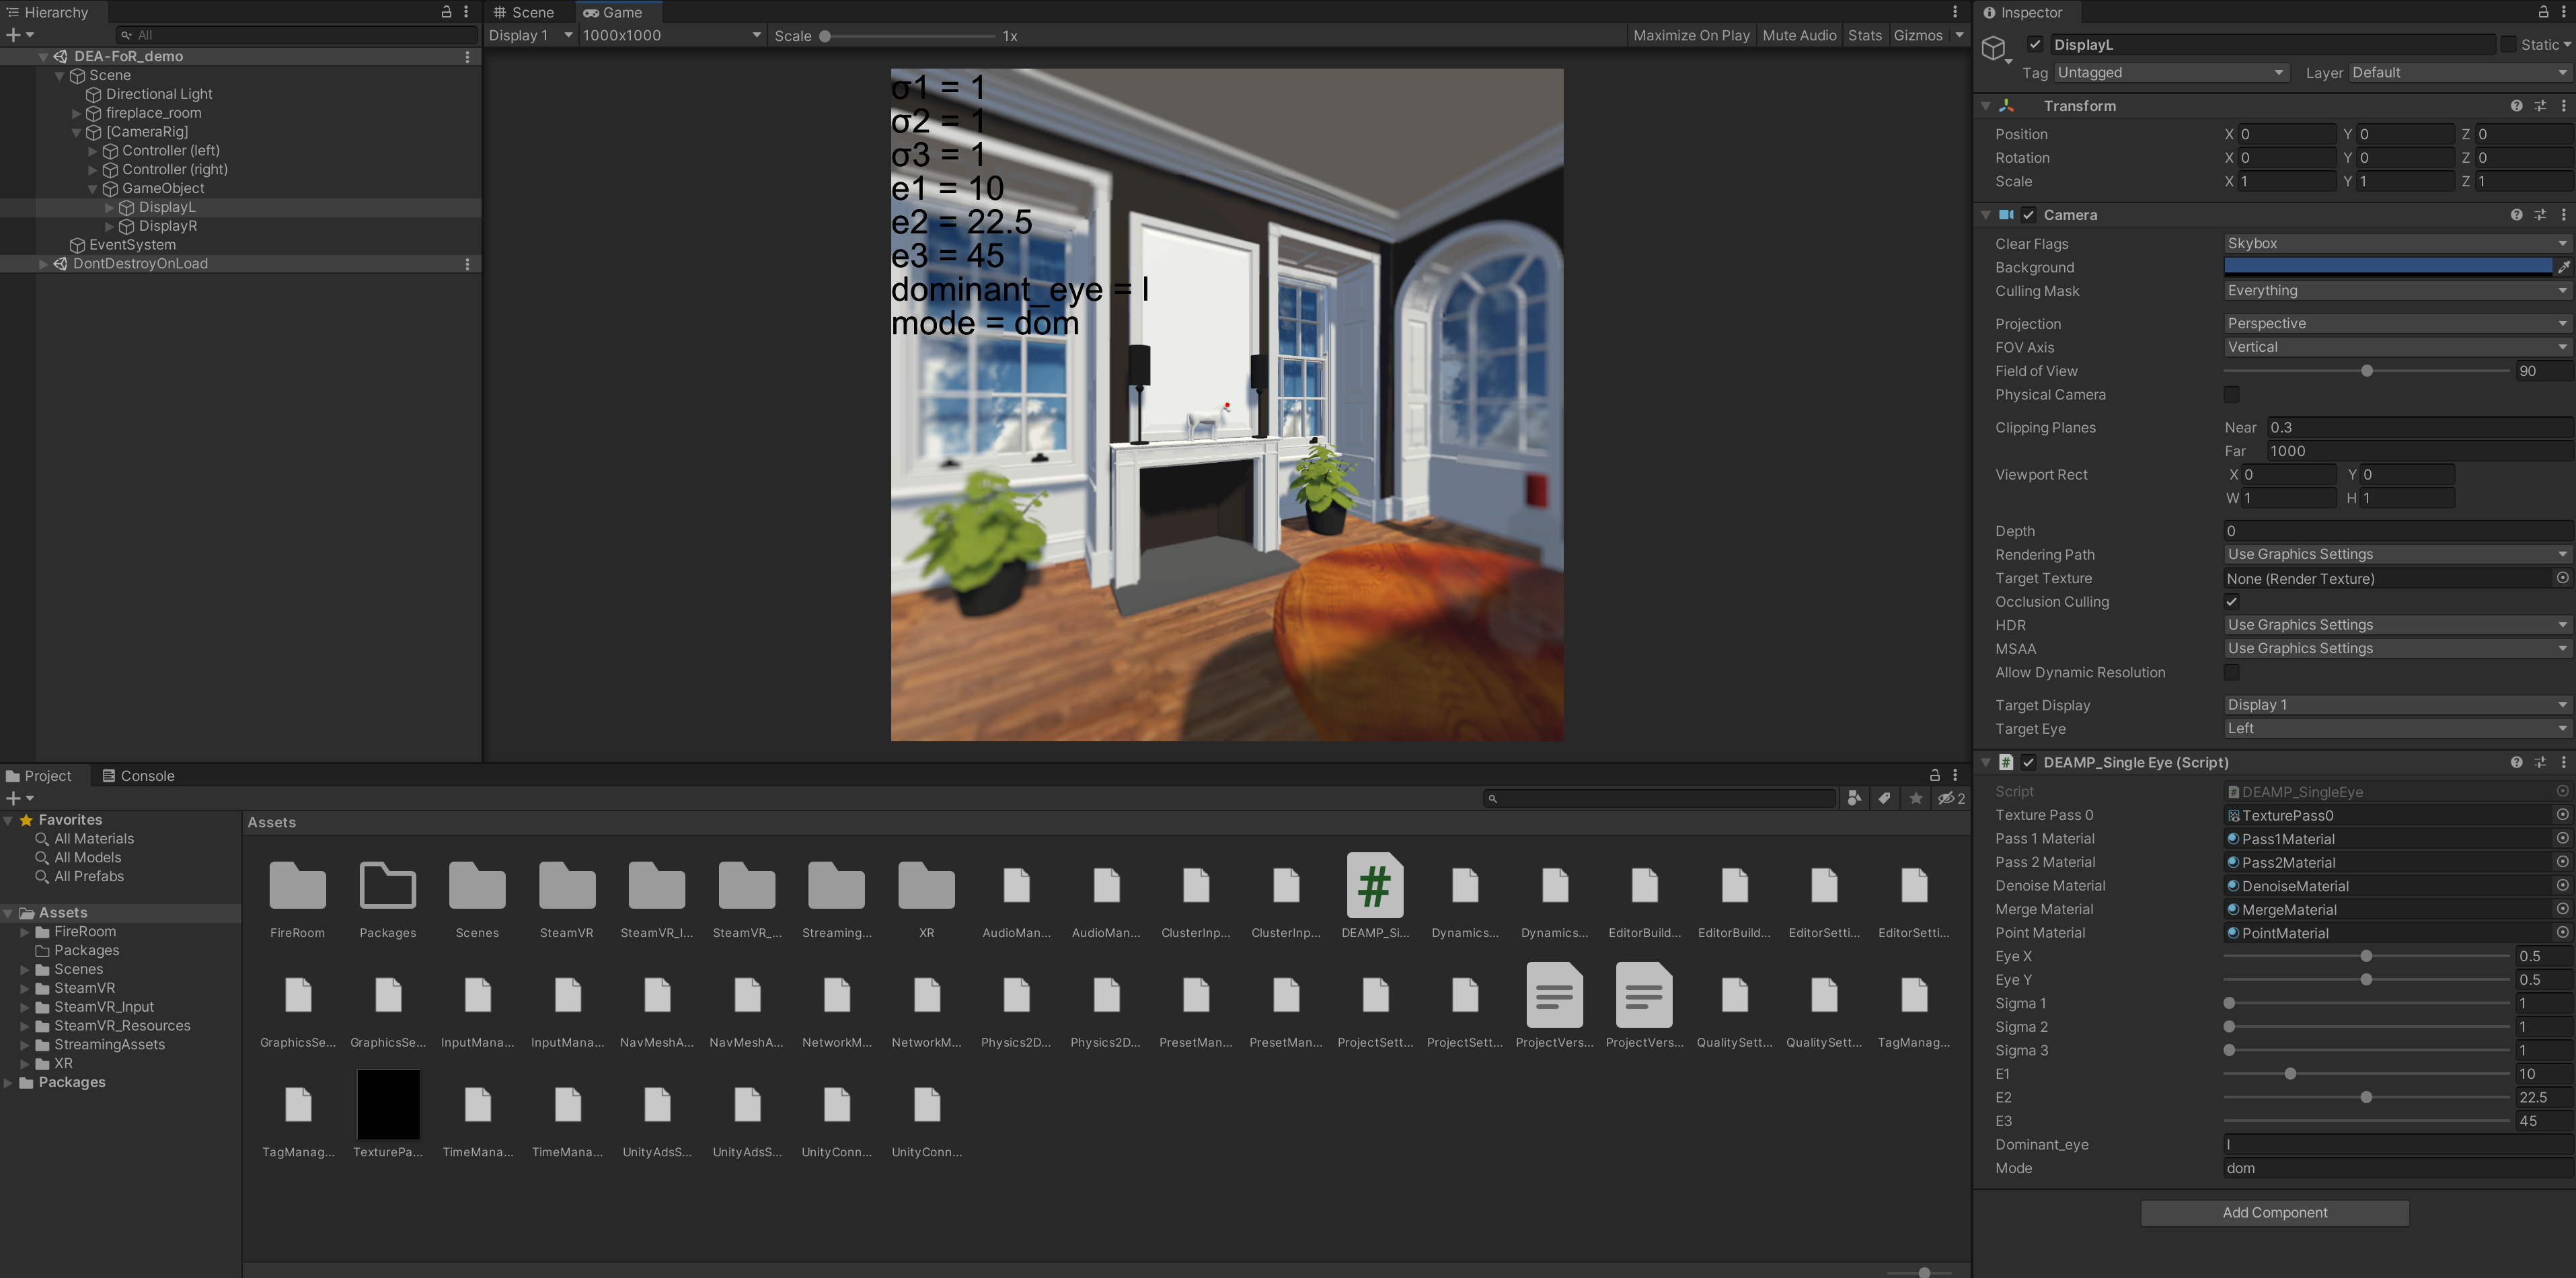 Hierarchy
All
DEA-FoR_demo
Scene
Directional Light
fireplace_room
[CameraRig]
Controller (left)
Controller (right)
GameObject
DisplayL
DisplayR
EventSystem
DontDestroyOnLoad
Scene Game
Display 1 1000x1000 Scale 1x Maximize On Play Mute Audio Stats Gizmos
σ1 = 1
σ2 = 1
σ3 = 1
e1 = 10
e2 = 22.5
e3 = 45
dominant_eye = l
mode = dom
Project Console
2
Favorites
All Materials
All Models
All Prefabs
Assets
FireRoom
Packages
Scenes
SteamVR
SteamVR_Input
SteamVR_Resources
StreamingAssets
XR
Packages
Assets
FireRoom Packages Scenes SteamVR SteamVR_I... SteamVR_... Streaming... XR AudioMan... AudioMan... ClusterInp... ClusterInp... DEAMP_Si... Dynamics... Dynamics... EditorBuild... EditorBuild... EditorSetti... EditorSetti...
GraphicsSe... GraphicsSe... InputMana... InputMana... NavMeshA... NavMeshA... NetworkM... NetworkM... Physics2D... Physics2D... PresetMan... PresetMan... ProjectSett... ProjectSett... ProjectVers... ProjectVers... QualitySett... QualitySett... TagManag...
TagManag... TexturePa... TimeMana... TimeMana... UnityAdsS... UnityAdsS... UnityConn... UnityConn...
Inspector
DisplayL Static
Tag Untagged Layer Default
Transform
Position X 0 Y 0 Z 0
Rotation X 0 Y 0 Z 0
Scale X 1 Y 1 Z 1
Camera
Clear Flags Skybox
Background
Culling Mask Everything
Projection Perspective
FOV Axis Vertical
Field of View 90
Physical Camera
Clipping Planes Near 0.3
Far 1000
Viewport Rect X 0 Y 0
W 1 H 1
Depth 0
Rendering Path Use Graphics Settings
Target Texture None (Render Texture)
Occlusion Culling
HDR Use Graphics Settings
MSAA Use Graphics Settings
Allow Dynamic Resolution
Target Display Display 1
Target Eye Left
# DEAMP_Single Eye (Script)
Script DEAMP_SingleEye
Texture Pass 0 TexturePass0
Pass 1 Material Pass1Material
Pass 2 Material Pass2Material
Denoise Material DenoiseMaterial
Merge Material MergeMaterial
Point Material PointMaterial
Eye X 0.5
Eye Y 0.5
Sigma 1 1
Sigma 2 1
Sigma 3 1
E1 10
E2 22.5
E3 45
Dominant_eye l
Mode dom
Add Component